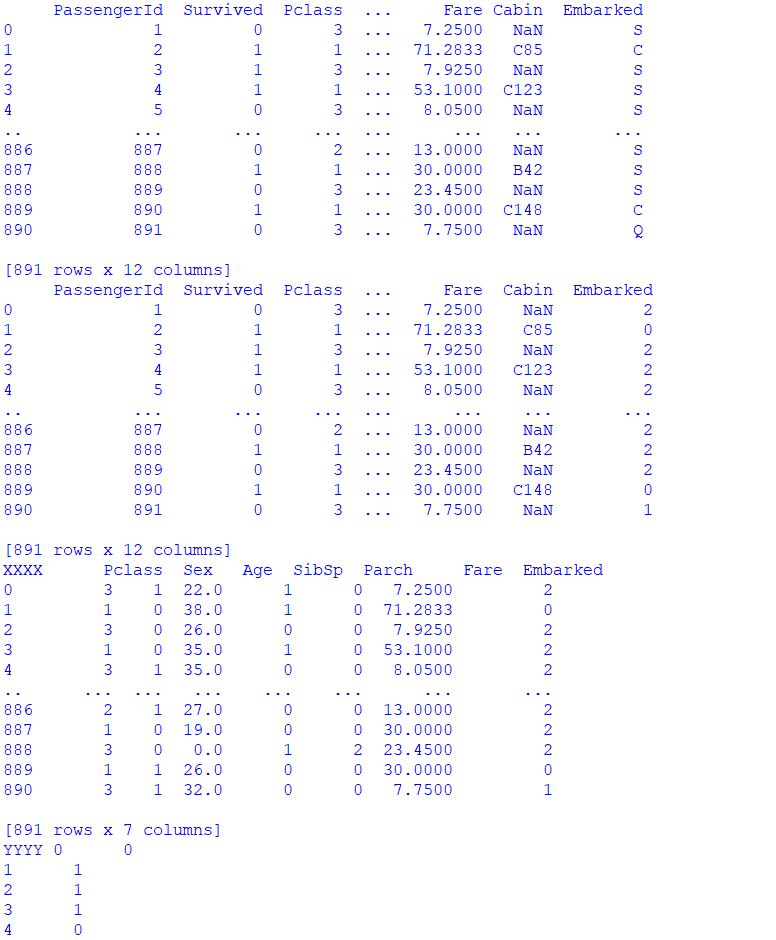 PassengerId  Survived  Pclass  ...     Fare Cabin  Embarked
0              1         0       3  ...   7.2500   NaN         S
1              2         1       1  ...  71.2833   C85         C
2              3         1       3  ...   7.9250   NaN         S
3              4         1       1  ...  53.1000  C123         S
4              5         0       3  ...   8.0500   NaN         S
..           ...       ...     ...  ...      ...   ...       ...
886          887         0       2  ...  13.0000   NaN         S
887          888         1       1  ...  30.0000   B42         S
888          889         0       3  ...  23.4500   NaN         S
889          890         1       1  ...  30.0000  C148         C
890          891         0       3  ...   7.7500   NaN         Q
[891 rows x 12 columns]
     PassengerId  Survived  Pclass  ...     Fare  Cabin  Embarked
0              1         0       3  ...   7.2500    NaN         2
1              2         1       1  ...  71.2833    C85         0
2              3         1       3  ...   7.9250    NaN         2
3              4         1       1  ...  53.1000   C123         2
4              5         0       3  ...   8.0500    NaN         2
..           ...       ...     ...  ...      ...    ...       ...
886          887         0       2  ...  13.0000    NaN         2
887          888         1       1  ...  30.0000    B42         2
888          889         0       3  ...  23.4500    NaN         2
889          890         1       1  ...  30.0000   C148         0
890          891         0       3  ...   7.7500    NaN         1
[891 rows x 12 columns]
XXXX      Pclass  Sex   Age  SibSp  Parch     Fare  Embarked
0         3    1  22.0      1      0   7.2500         2
1         1    0  38.0      1      0  71.2833         0
2         3    0  26.0      0      0   7.9250         2
3         1    0  35.0      1      0  53.1000         2
4         3    1  35.0      0      0   8.0500         2
..      ...  ...   ...    ...    ...      ...       ...
886       2    1  27.0      0      0  13.0000         2
887       1    0  19.0      0      0  30.0000         2
888       3    0   0.0      1      2  23.4500         2
889       1    1  26.0      0      0  30.0000         0
890       3    1  32.0      0      0   7.7500         1
[891 rows x 7 columns]
YYYY 0      0
1      1
2      1
3      1
4      0